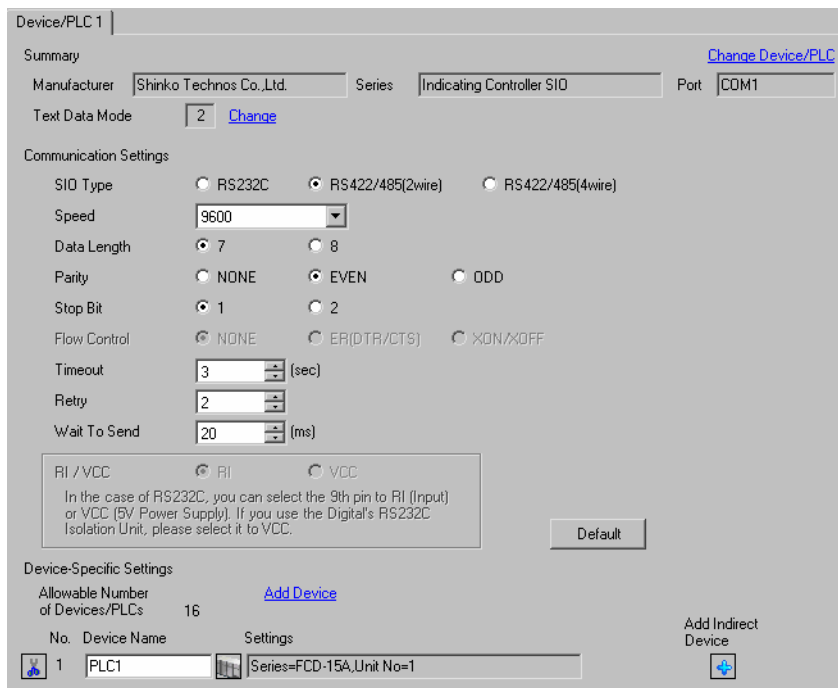 Device/PLC 1
Summary
Change Device/PLC
Manufacturer Shinko Technos Co.,Ltd. Series Indicating Controller SIO Port COM1
Text Data Mode 2 Change
Communication Settings
SIO Type RS232C RS422/485(2wire) RS422/485(4wire)
Speed 9600
Data Length 7 8
Parity NONE EVEN ODD
Stop Bit 1 2
Flow Control NONE ER(DTR/CTS) XON/XOFF
Timeout 3 (sec)
Retry 2
Wait To Send 20 (ms)
RI / VCC RI VCC
In the case of RS232C, you can select the 9th pin to RI (Input)
or VCC (5V Power Supply). If you use the Digital's RS232C
Isolation Unit, please select it to VCC.
Default
Device-Specific Settings
Allowable Number
of Devices/PLCs 16 Add Device
Add Indirect
Device
No. Device Name Settings
1 PLC1 Series=FCD-15A,Unit No=1